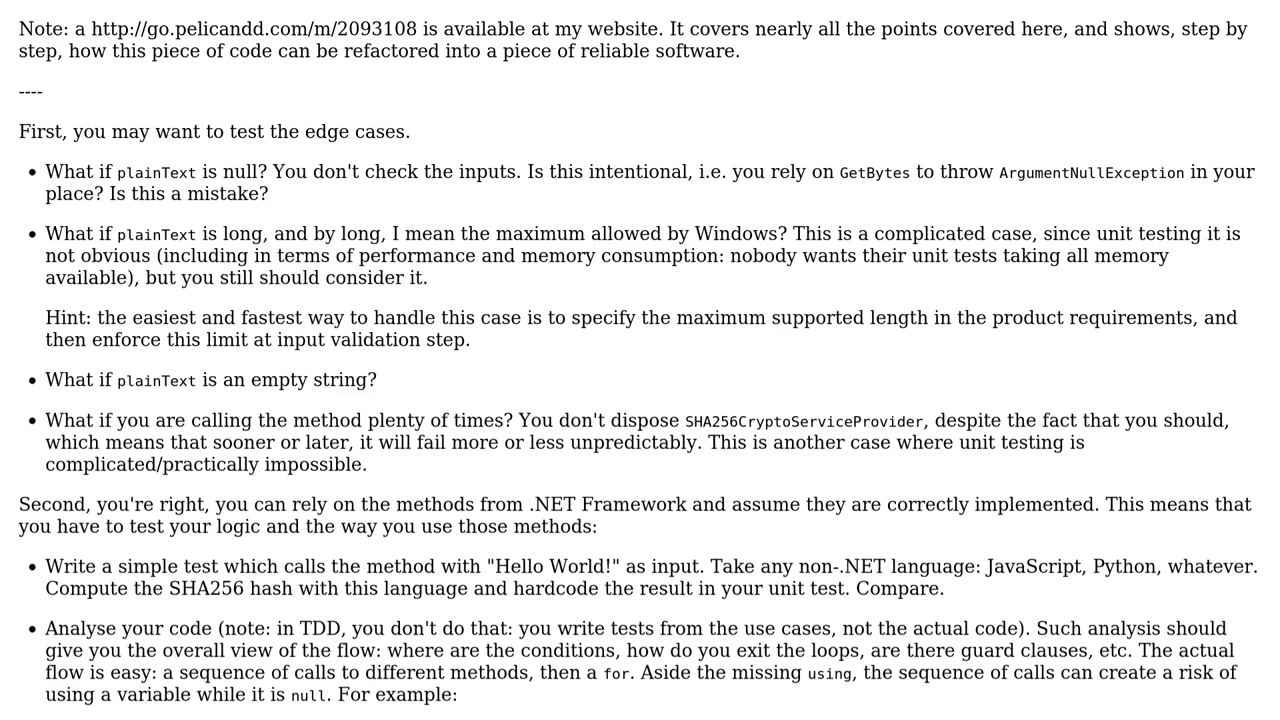 Note: a http://go.pelicandd.com/m/2093108 is available at my website. It covers nearly all the points covered here, and shows, step by
step, how this piece of code can be refactored into a piece of reliable software.
----
First, you may want to test the edge cases.
• What if plainText is null? You don't check the inputs. Is this intentional, i.e. you rely on GetBytes to throw ArgumentNullException in your
place? Is this a mistake?
• What if plainText is long, and by long, I mean the maximum allowed by Windows? This is a complicated case, since unit testing it is
not obvious (including in terms of performance and memory consumption: nobody wants their unit tests taking all memory
available), but you still should consider it.
Hint: the easiest and fastest way to handle this case is to specify the maximum supported length in the product requirements, and
then enforce this limit at input validation step.
• What if plainText is an empty string?
• What if you are calling the method plenty of times? You don't dispose SHA256CryptoServiceProvider, despite the fact that you should,
which means that sooner or later, it will fail more or less unpredictably. This is another case where unit testing is
complicated/practically impossible.
Second, you're right, you can rely on the methods from .NET Framework and assume they are correctly implemented. This means that
you have to test your logic and the way you use those methods:
• Write a simple test which calls the method with "Hello World!" as input. Take any non-.NET language: JavaScript, Python, whatever.
Compute the SHA256 hash with this language and hardcode the result in your unit test. Compare.
• Analyse your code (note: in TDD, you don't do that: you write tests from the use cases, not the actual code). Such analysis should
give you the overall view of the flow: where are the conditions, how do you exit the loops, are there guard clauses, etc. The actual
flow is easy: a sequence of calls to different methods, then a for. Aside the missing using, the sequence of calls can create a risk of
using a variable while it is null. For example: